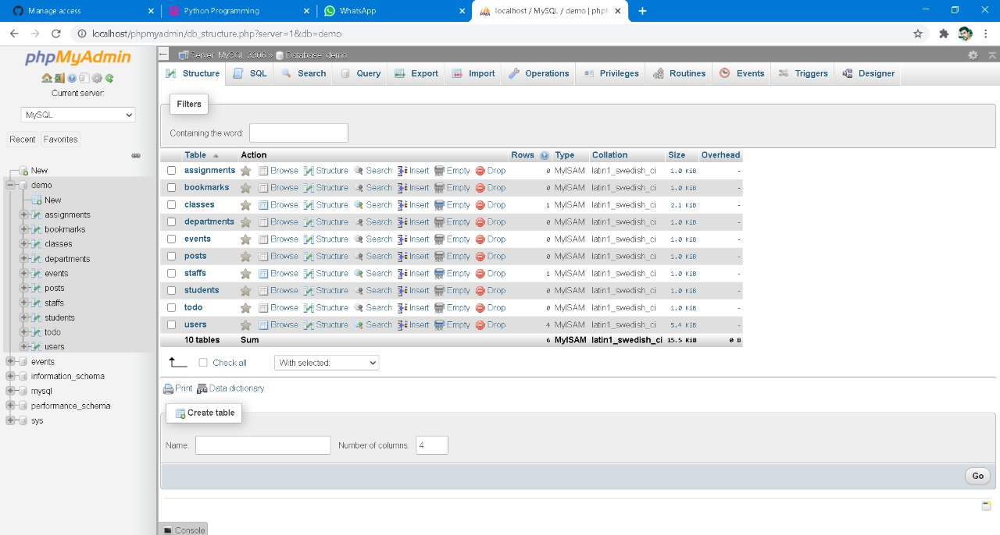 Manage access
Python Programming
WhatsApp
localhost / MySQL / demo | phpM
localhost/phpmyadmin/db_structure.php?server=1&db=demo
phpMyAdmin
Current server:
MySQL
Recent Favorites
New
demo
New
assignments
bookmarks
classes
departments
events
posts
staffs
students
todo
users
events
information_schema
mysql
performance_schema
sys
Server: MySQL:3306 » Database: demo
Structure SQL Search Query Export Import Operations Privileges Routines Events Triggers Designer
Filters
Containing the word:
Table Action Rows Type Collation Size Overhead
assignments Browse Structure Search Insert Empty Drop 0 MyISAM latin1_swedish_ci 1.0 KiB -
bookmarks Browse Structure Search Insert Empty Drop 0 MyISAM latin1_swedish_ci 1.0 KiB -
classes Browse Structure Search Insert Empty Drop 1 MyISAM latin1_swedish_ci 2.1 KiB -
departments Browse Structure Search Insert Empty Drop 0 MyISAM latin1_swedish_ci 1.0 KiB -
events Browse Structure Search Insert Empty Drop 0 MyISAM latin1_swedish_ci 1.0 KiB -
posts Browse Structure Search Insert Empty Drop 0 MyISAM latin1_swedish_ci 1.0 KiB -
staffs Browse Structure Search Insert Empty Drop 1 MyISAM latin1_swedish_ci 1.0 KiB -
students Browse Structure Search Insert Empty Drop 0 MyISAM latin1_swedish_ci 1.0 KiB -
todo Browse Structure Search Insert Empty Drop 0 MyISAM latin1_swedish_ci 1.0 KiB -
users Browse Structure Search Insert Empty Drop 4 MyISAM latin1_swedish_ci 5.4 KiB -
10 tables Sum 6 MyISAM latin1_swedish_ci 15.5 KiB 0 B
Check all With selected:
Print Data dictionary
Create table
Name: Number of columns: 4
Go
Console